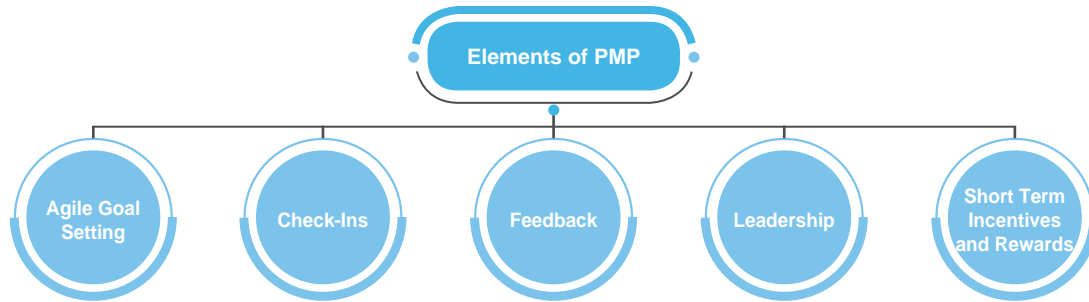 Elements of PMP
Agile Goal
Setting
Check-Ins
Feedback
Leadership
Short Term
Incentives
and Rewards